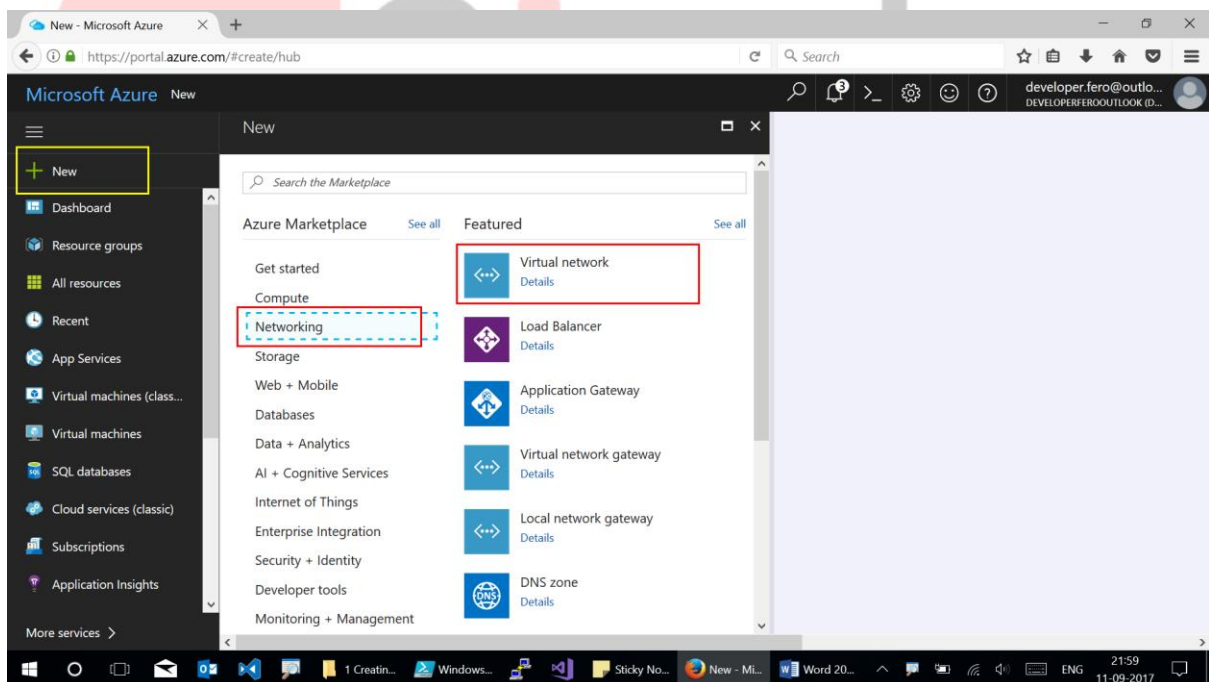 New - Microsoft Azure
https://portal.azure.com/#create/hub
Search
Microsoft Azure New
3
>_
developer.fero@outlo...
DEVELOPERFEROOUTLOOK (D...
New
Dashboard
Resource groups
All resources
Recent
App Services
Virtual machines (class...
Virtual machines
SQL databases
Cloud services (classic)
Subscriptions
Application Insights
More services >
New
Search the Marketplace
Azure Marketplace See all
Get started
Compute
Networking
Storage
Web + Mobile
Databases
Data + Analytics
AI + Cognitive Services
Internet of Things
Enterprise Integration
Security + Identity
Developer tools
Monitoring + Management
Featured See all
Virtual network
Details
Load Balancer
Details
Application Gateway
Details
Virtual network gateway
Details
Local network gateway
Details
DNS
DNS zone
Details
1 Creatin... Windows... Sticky No... New - Mi... Word 20... ENG 21:59
11-09-2017